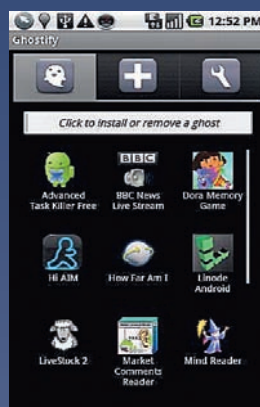 12:52 PM
Ghostify
Click to install or remove a ghost
BBC
Advanced
Task Killer Free
BBC News
Live Stream
Dora Memory
Game
Hi AIM
How Far Am I
Linode
Android
LiveStock 2
Market
Comments
Reader
Mind Reader